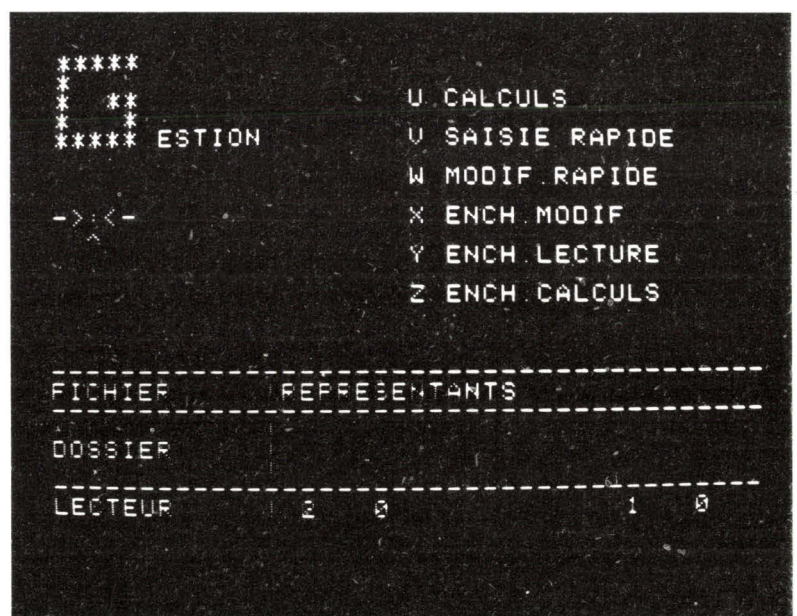 *****
*
*   **
*    *
***** ESTION
U CALCULS
V SAISIE RAPIDE
W MODIF.RAPIDE
X ENCH.MODIF
Y ENCH.LECTURE
Z ENCH.CALCULS
->:<-
^
FICHIER REPRESENTANTS
DOSSIER
LECTEUR 2 0 1 0